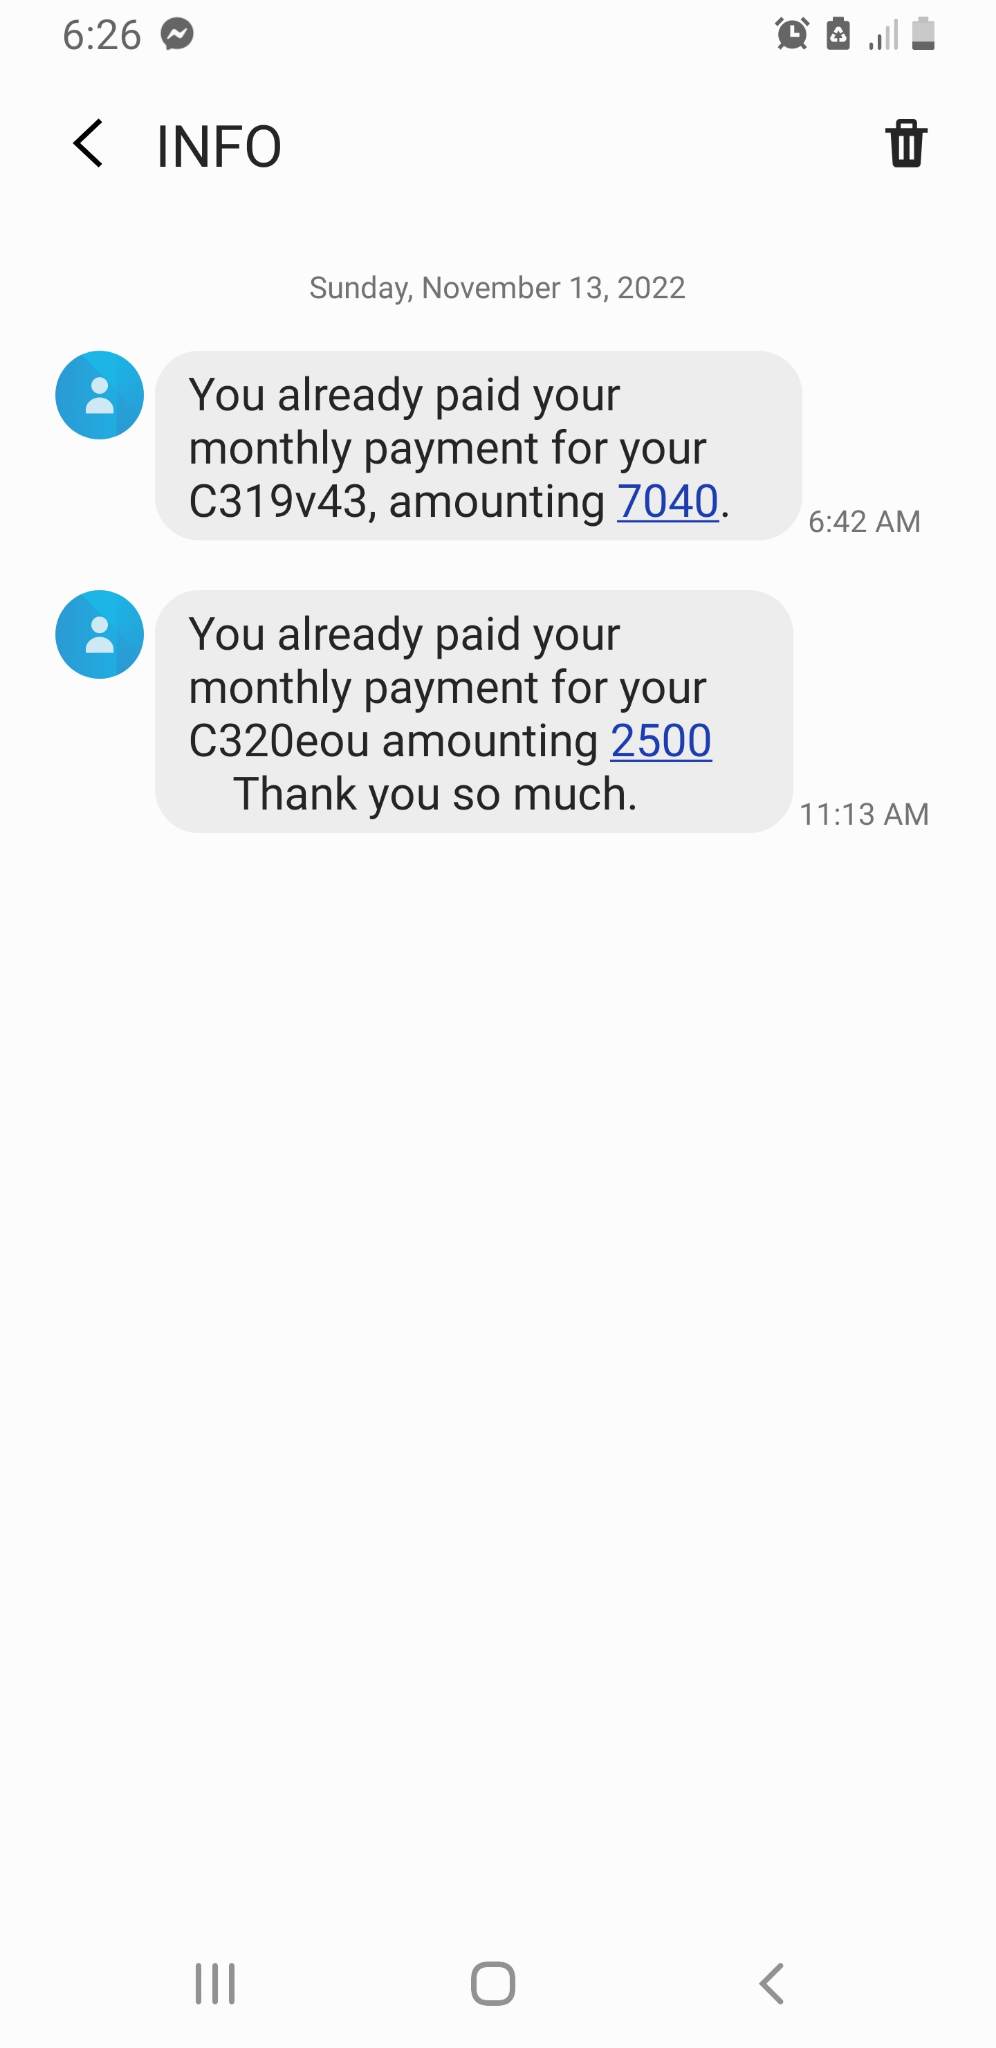 6:26
INFO
Sunday, November 13, 2022
You already paid your
monthly payment for your
C319v43, amounting 7040.
6:42 AM
You already paid your
monthly payment for your
C320eou amounting 2500
Thank you so much.
11:13 AM